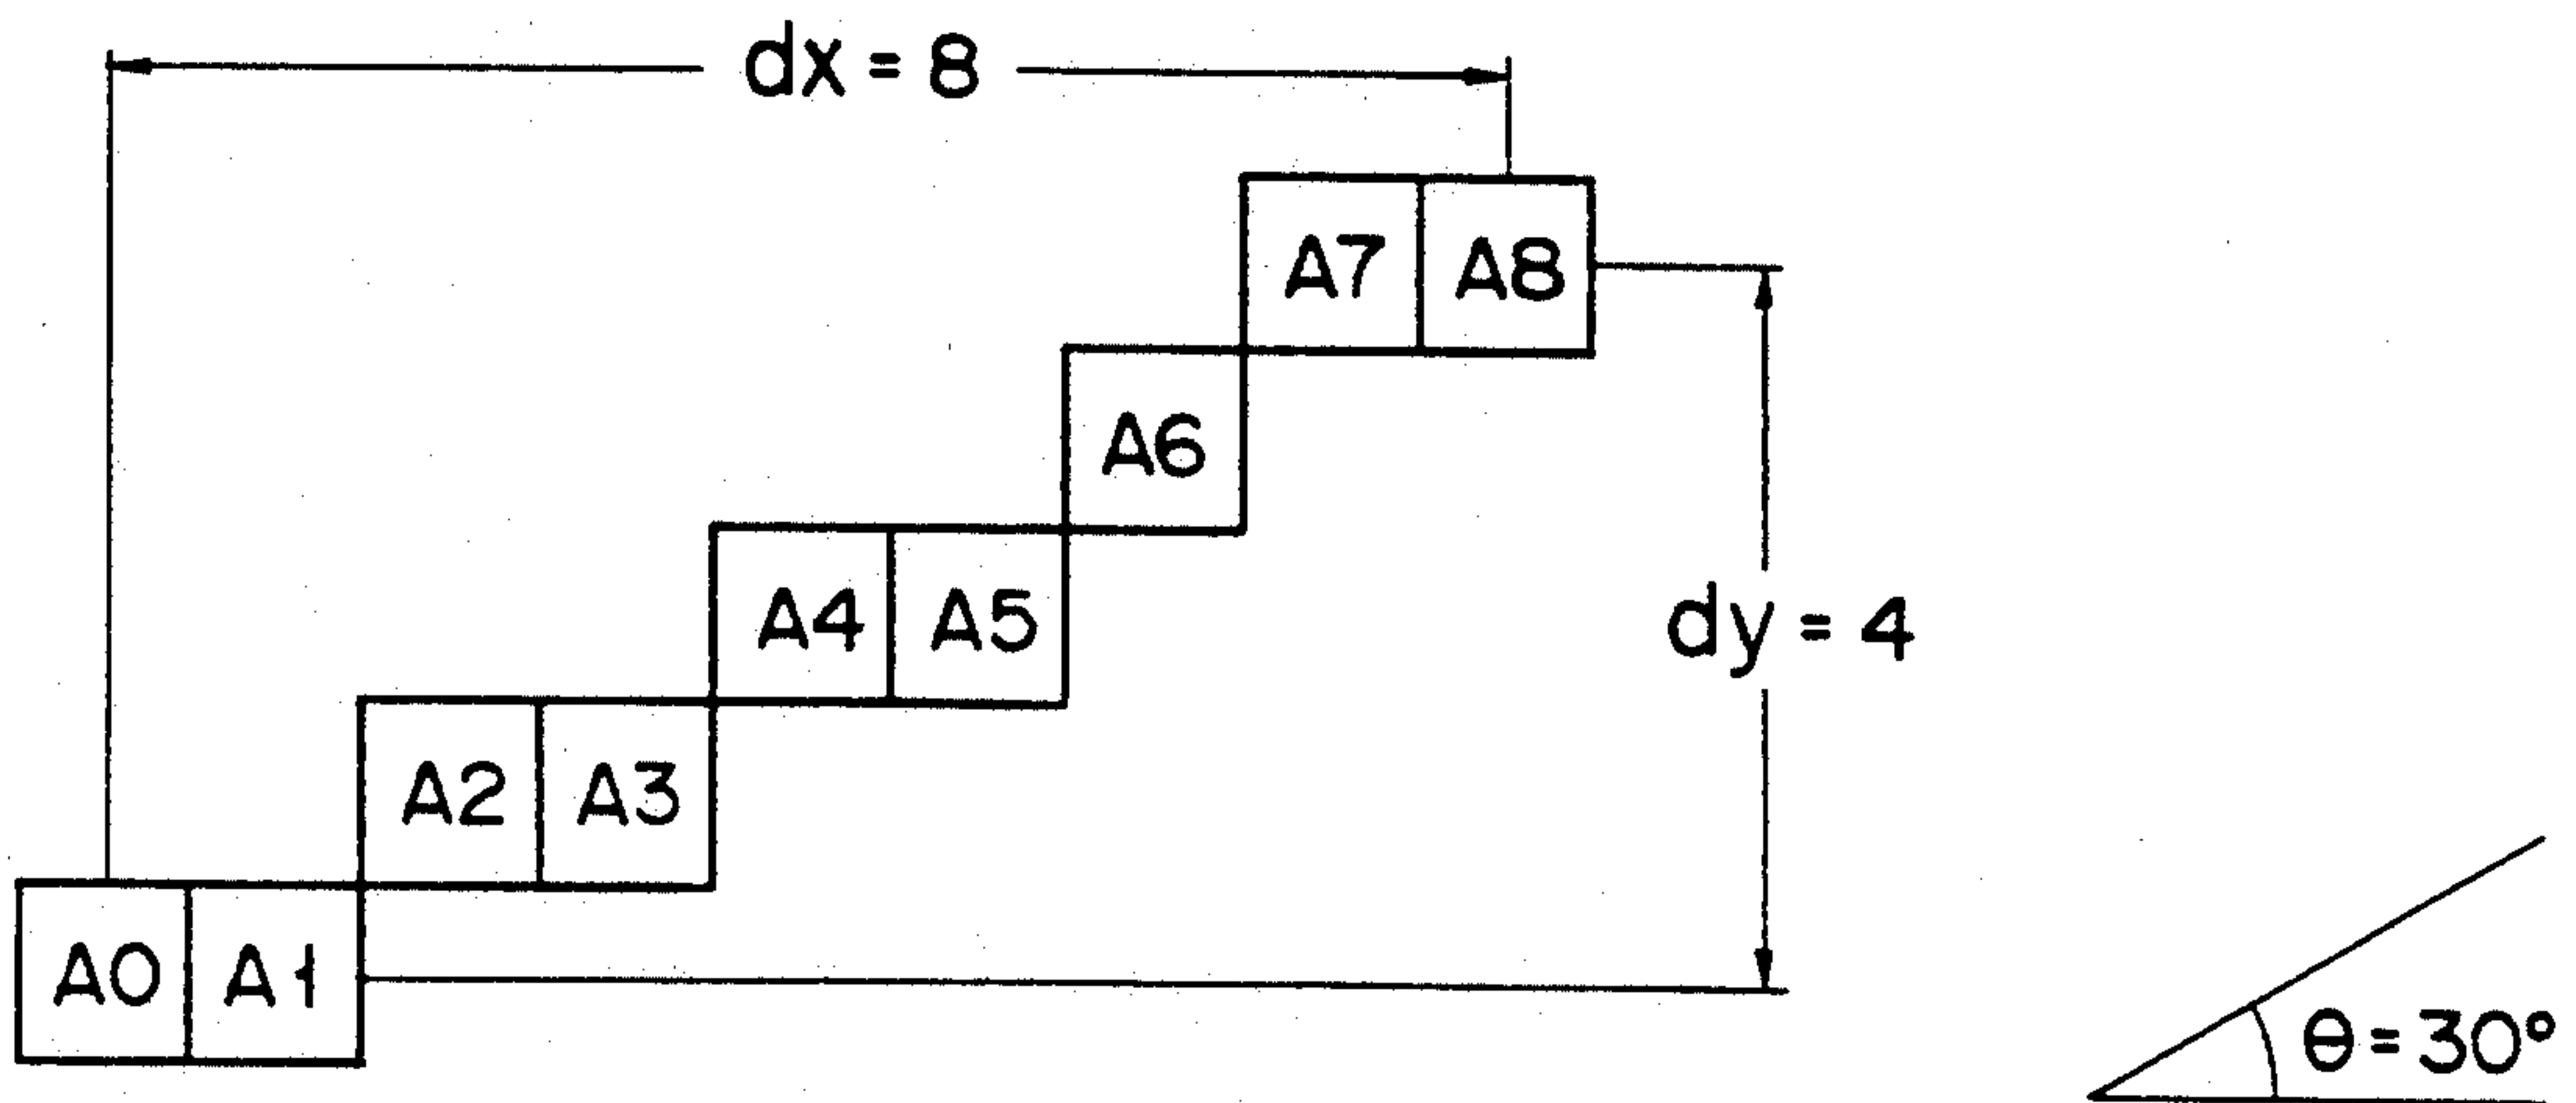 dx = 8
A7 A8
A6
A4 A5
dy = 4
A2 A3
A0 A1
θ = 30°